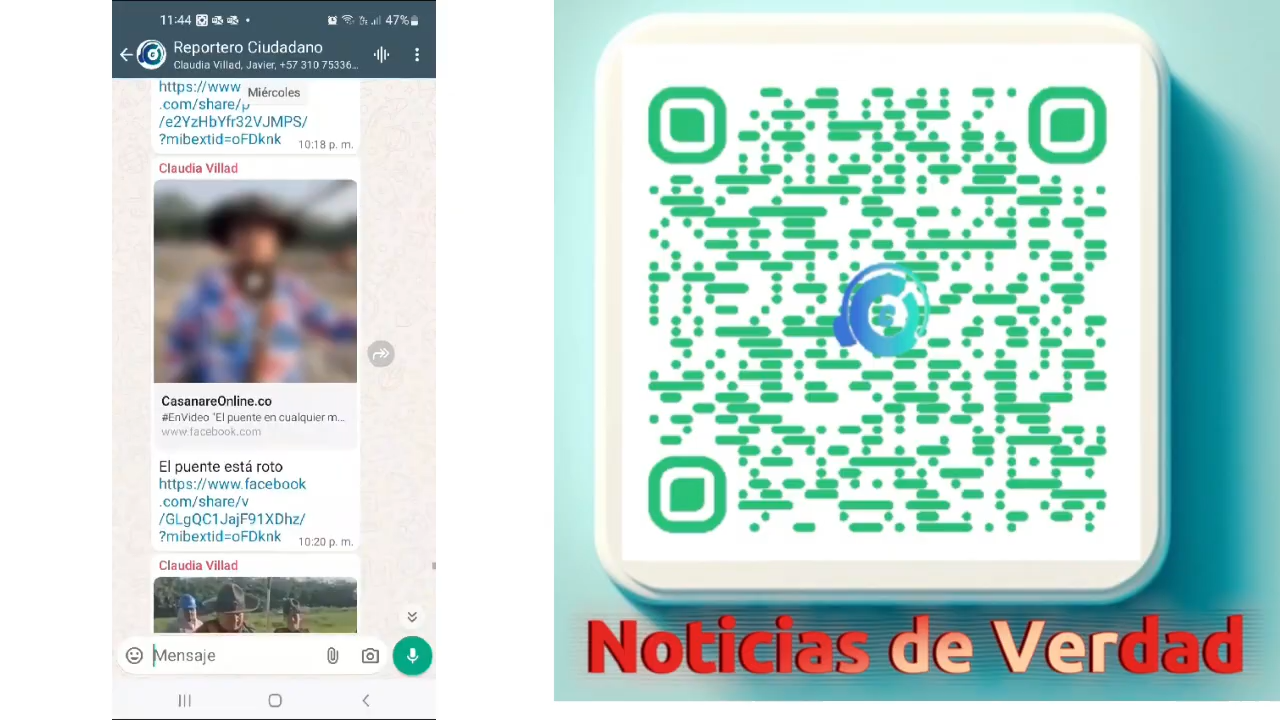 11:44
47%
Reportero Ciudadano
Claudia Villad, Javier, +57 310 75336...
https://www
Miércoles
.com/share/p
/e2YzHbYfr32VJMPS/
?mibextid=oFDknk
10:18 p. m.
Claudia Villad
CasanareOnline.co
#EnVideo "El puente en cualquier m...
www.facebook.com
El puente está roto
https://www.facebook
.com/share/v
/GLgQC1JajF91XDhz/
?mibextid=oFDknk
10:20 p. m.
Claudia Villad
Mensaje
Noticias de Verdad